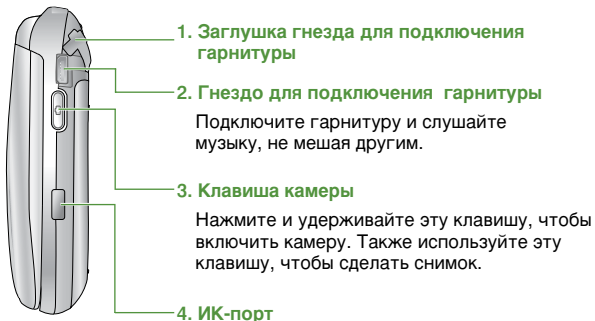 1. Заглушка гнезда для подключения
гарнитуры
2. Гнездо для подключения гарнитуры
Подключите гарнитуру и слушайте
музыку, не мешая другим.
3. Клавиша камеры
Нажмите и удерживайте эту клавишу, чтобы
включить камеру. Также используйте эту
клавишу, чтобы сделать снимок.
4. ИК-порт